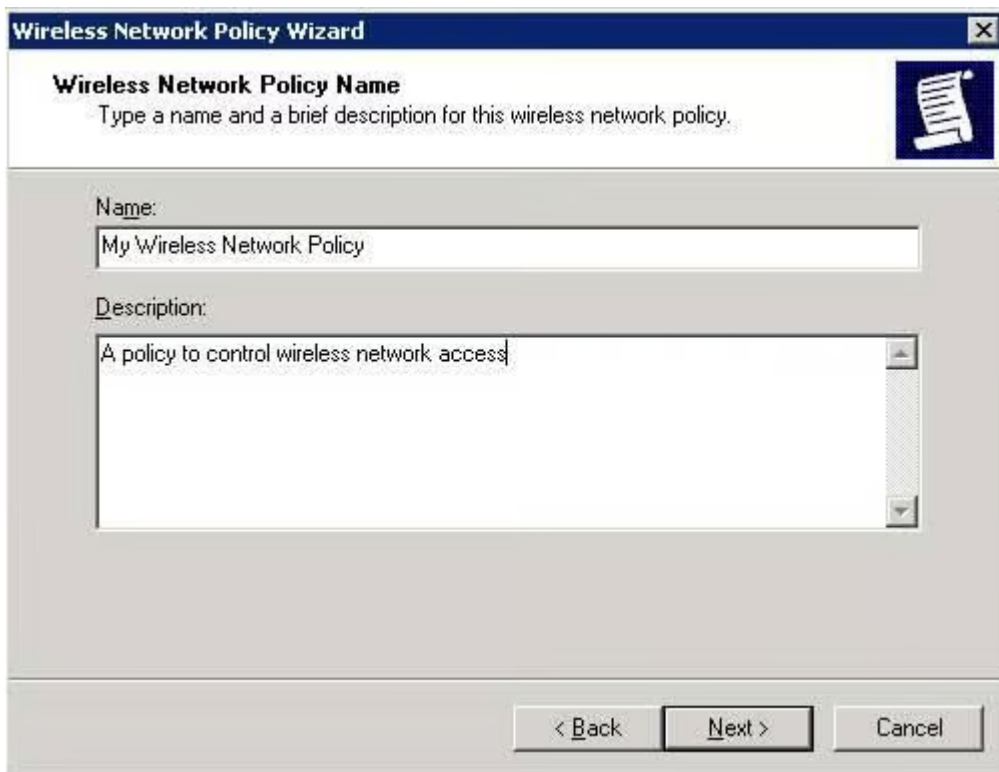 Wireless Network Policy Wizard
Wireless Network Policy Name
Type a name and a brief description for this wireless network policy.
Name:
My Wireless Network Policy
Description:
A policy to control wireless network access
< Back Next > Cancel